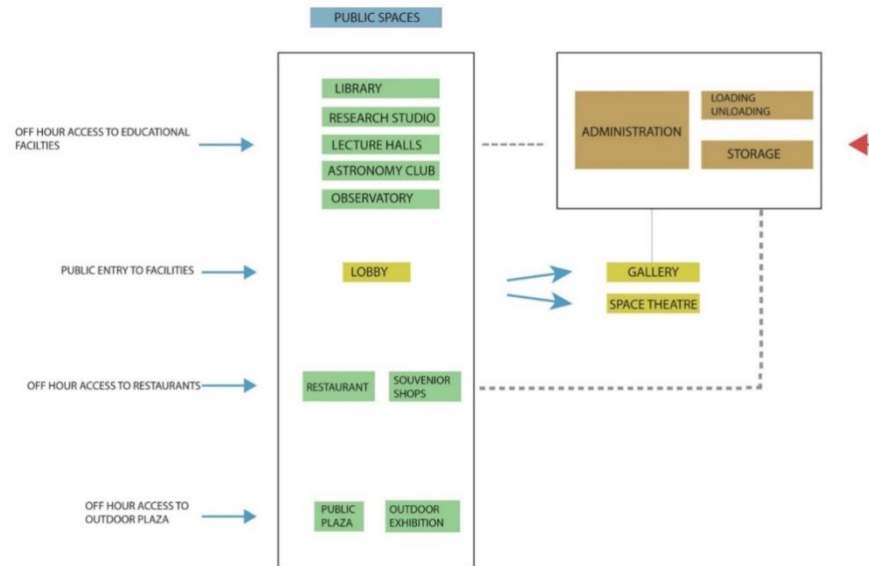 PUBLIC SPACES
LIBRARY
RESEARCH STUDIO
LECTURE HALLS
ASTRONOMY CLUB
OBSERVATORY
OFF HOUR ACCESS TO EDUCATIONAL
FACILTIES
ADMINISTRATION
LOADING
UNLOADING
STORAGE
PUBLIC ENTRY TO FACILITIES
LOBBY
GALLERY
SPACE THEATRE
OFF HOUR ACCESS TO RESTAURANTS
RESTAURANT
SOUVENIOR
SHOPS
OFF HOUR ACCESS TO
OUTDOOR PLAZA
PUBLIC
PLAZA
OUTDOOR
EXHIBITION